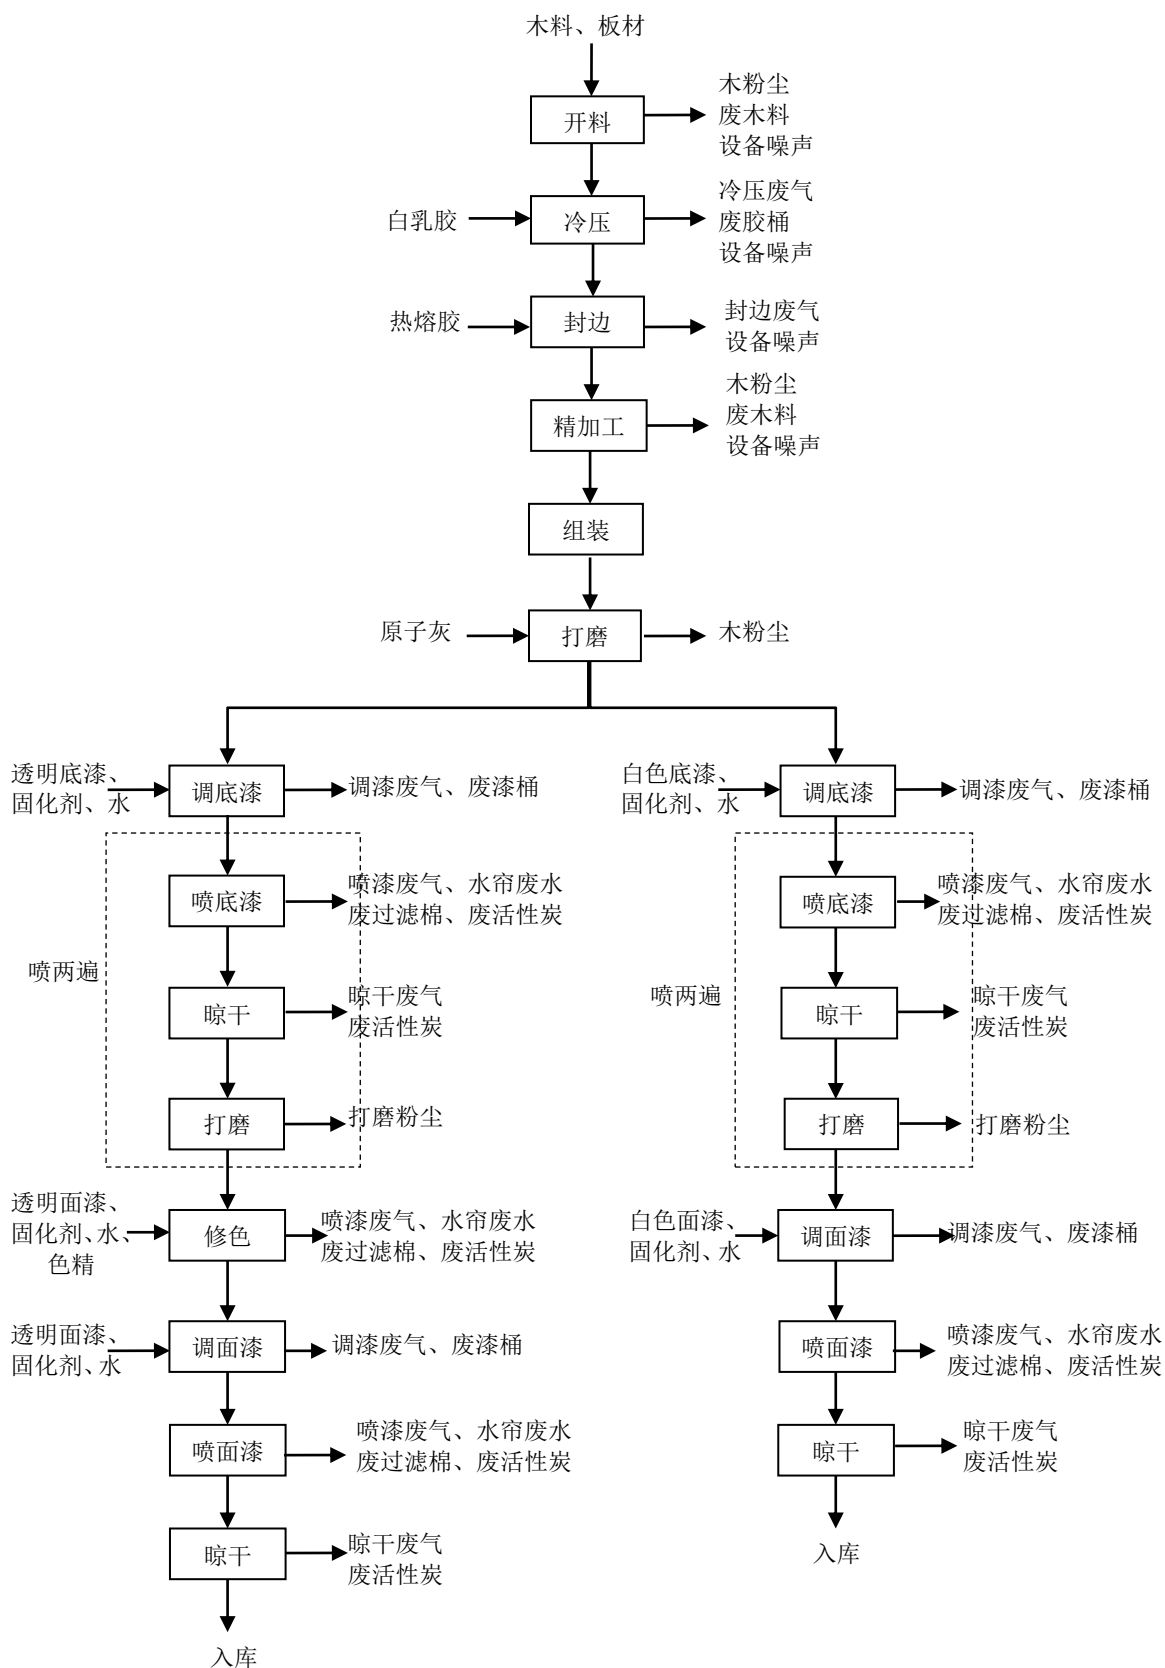 木料、板材
开料
木粉尘
废木料
设备噪声
白乳胶
冷压
冷压废气
废胶桶
设备噪声
热熔胶
封边
封边废气
设备噪声
精加工
木粉尘
废木料
设备噪声
组装
原子灰
打磨
木粉尘
透明底漆、
固化剂、水
调底漆
调漆废气、废漆桶
喷两遍
喷底漆
喷漆废气、水帘废水
废过滤棉、废活性炭
晾干
晾干废气
废活性炭
打磨
打磨粉尘
透明面漆、
固化剂、水、
色精
修色
喷漆废气、水帘废水
废过滤棉、废活性炭
透明面漆、
固化剂、水
调面漆
调漆废气、废漆桶
喷面漆
喷漆废气、水帘废水
废过滤棉、废活性炭
晾干
晾干废气
废活性炭
入库
白色底漆、
固化剂、水
调底漆
调漆废气、废漆桶
喷两遍
喷底漆
喷漆废气、水帘废水
废过滤棉、废活性炭
晾干
晾干废气
废活性炭
打磨
打磨粉尘
白色面漆、
固化剂、水
调面漆
调漆废气、废漆桶
喷面漆
喷漆废气、水帘废水
废过滤棉、废活性炭
晾干
晾干废气
废活性炭
入库